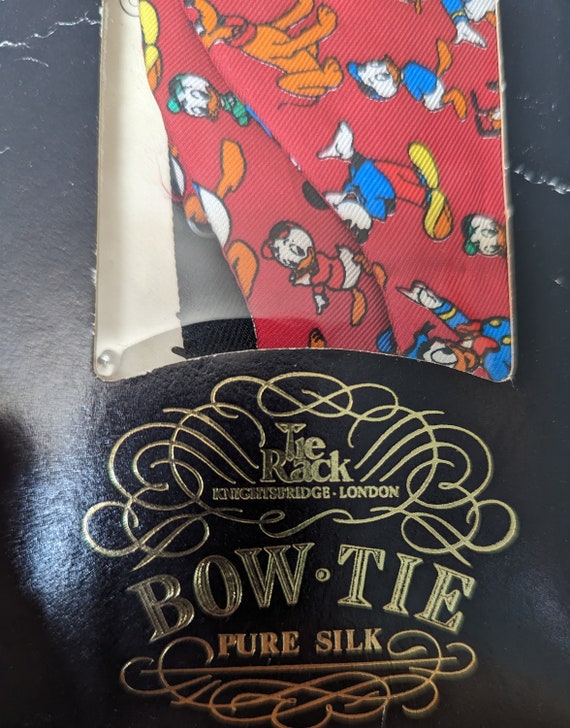 Tie
Rack
KNIGHTSBRIDGE · LONDON
BOW · TIE
PURE SILK